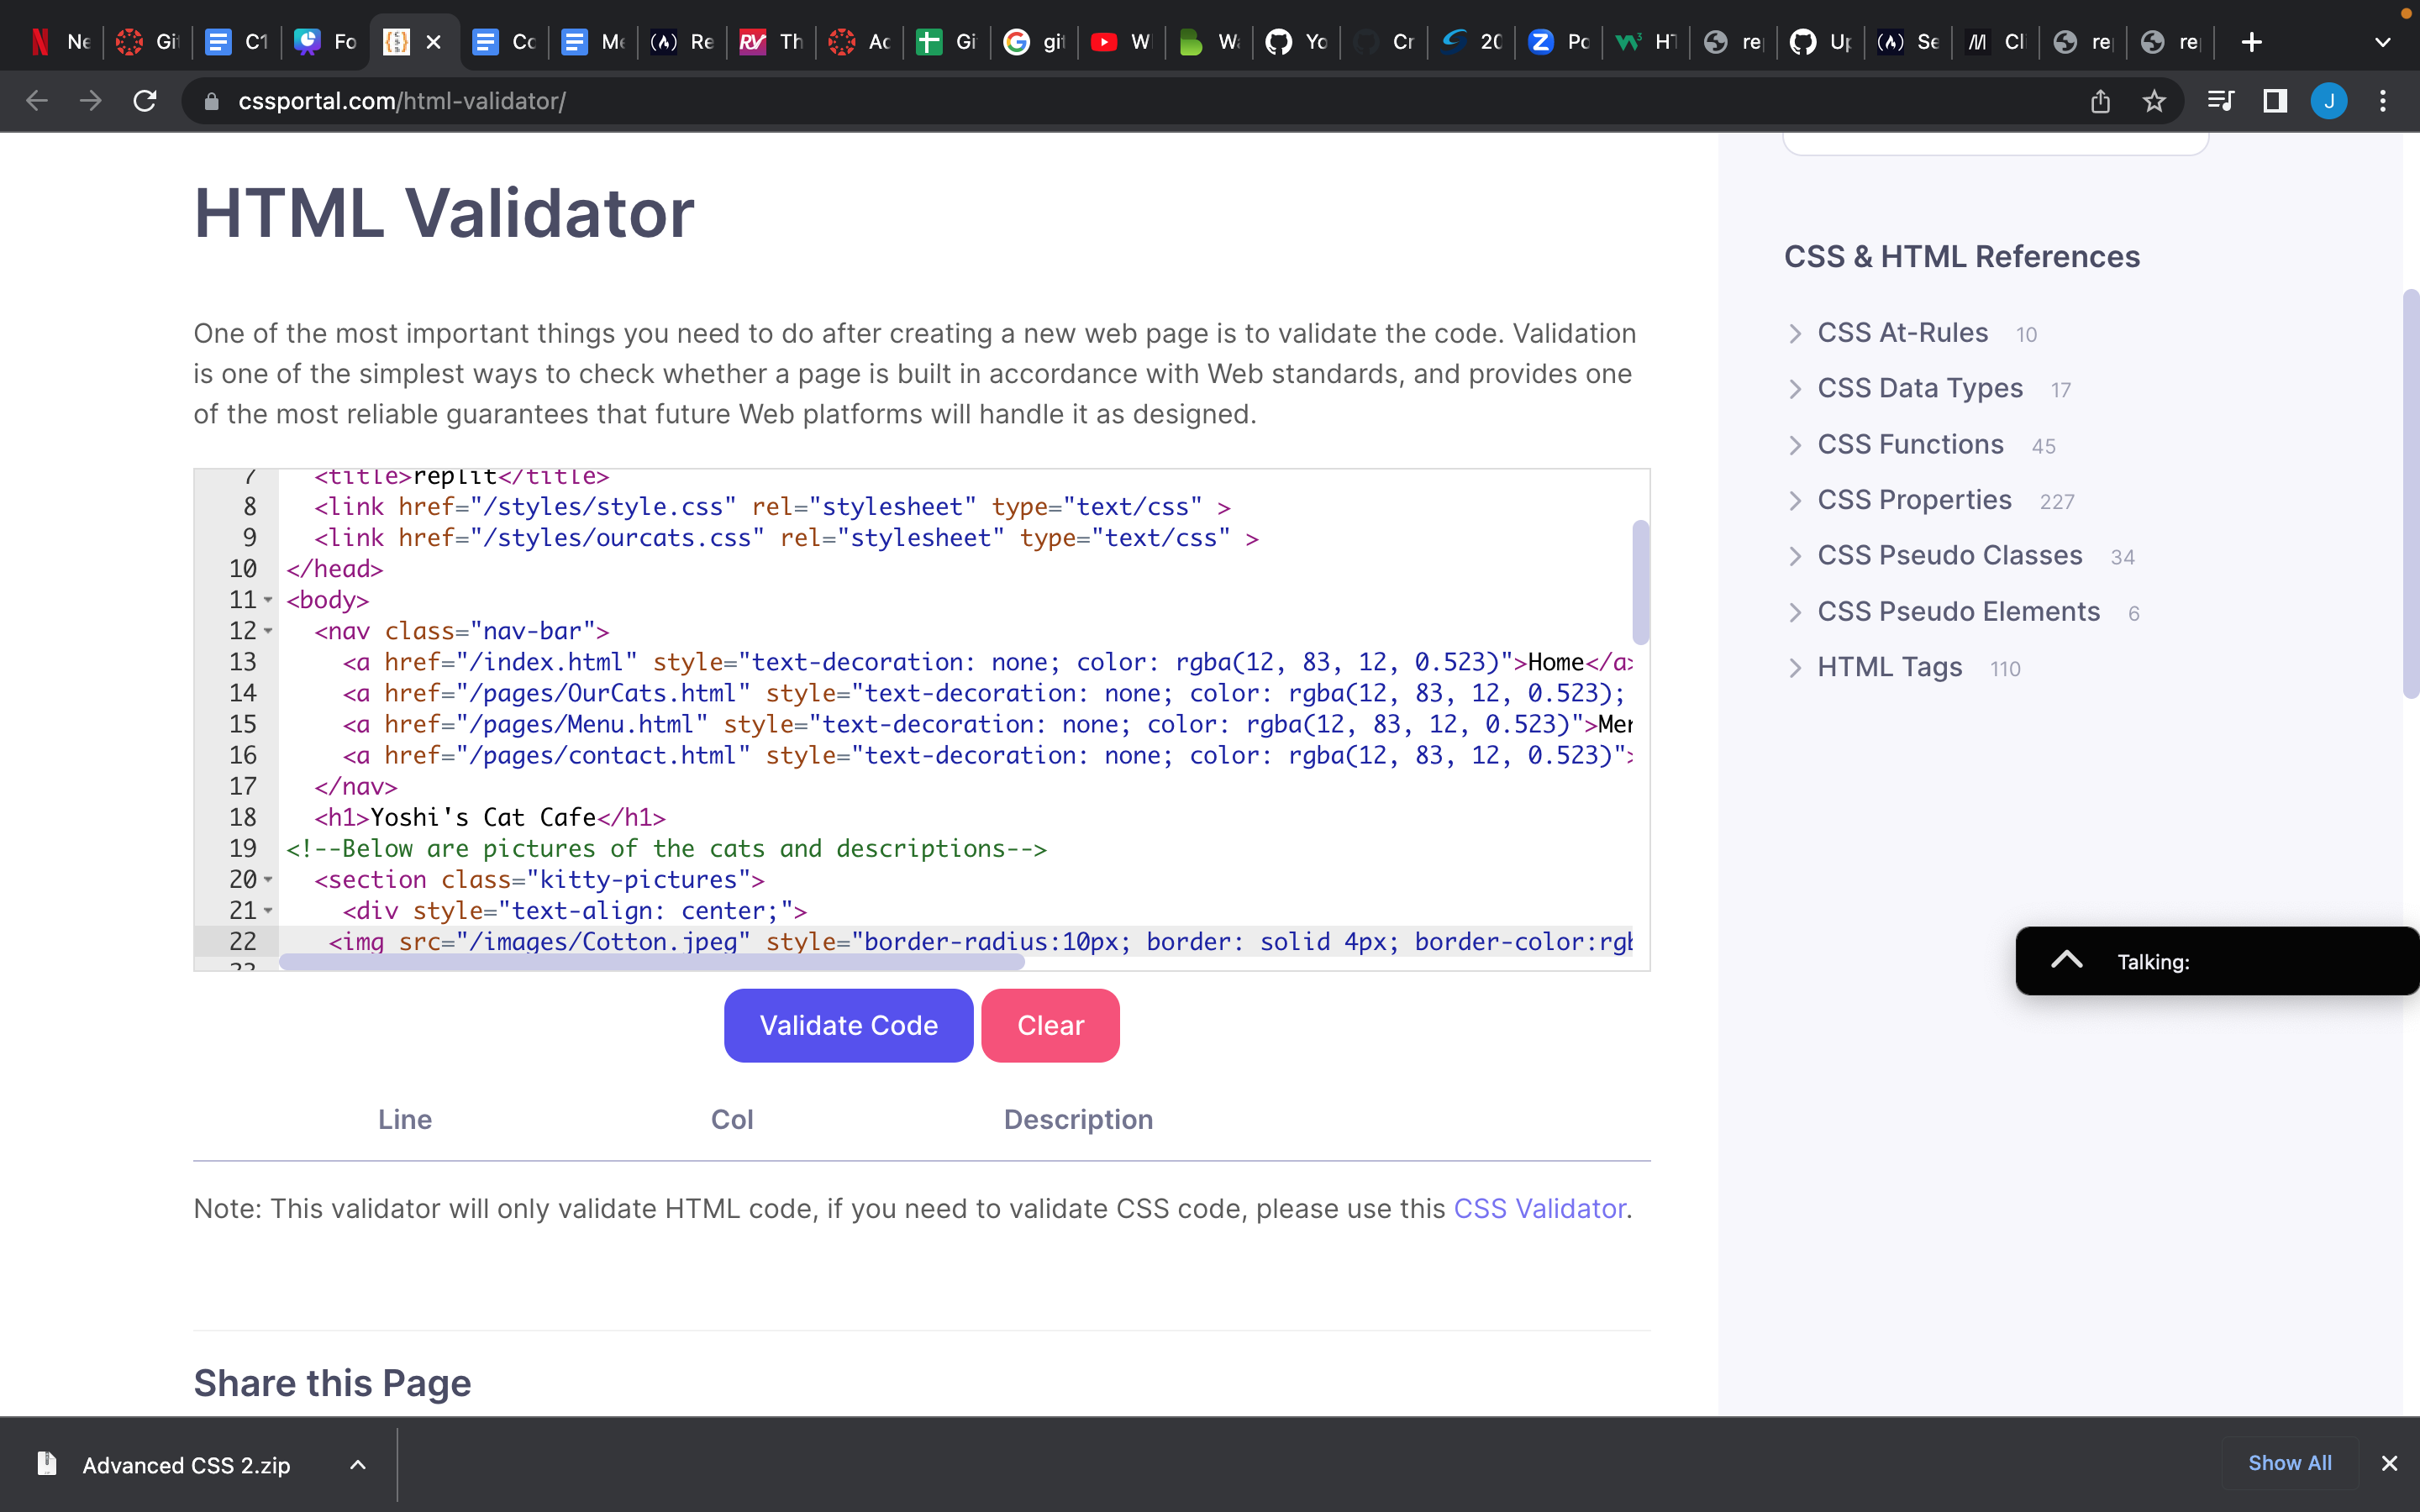 Ne Gi C1 Fo Co Me Re Th Ac Gi gi W W Yo Cr 20 Po HT re Up Se Cl re re
cssportal.com/html-validator/
J
HTML Validator
One of the most important things you need to do after creating a new web page is to validate the code. Validation
is one of the simplest ways to check whether a page is built in accordance with Web standards, and provides one
of the most reliable guarantees that future Web platforms will handle it as designed.
7 <title>replit</title>
8 <link href="/styles/style.css" rel="stylesheet" type="text/css" >
9 <link href="/styles/ourcats.css" rel="stylesheet" type="text/css" >
10 </head>
11 <body>
12 <nav class="nav-bar">
13 <a href="/index.html" style="text-decoration: none; color: rgba(12, 83, 12, 0.523)">Home</a>
14 <a href="/pages/OurCats.html" style="text-decoration: none; color: rgba(12, 83, 12, 0.523);
15 <a href="/pages/Menu.html" style="text-decoration: none; color: rgba(12, 83, 12, 0.523)">Men
16 <a href="/pages/contact.html" style="text-decoration: none; color: rgba(12, 83, 12, 0.523)">
17 </nav>
18 <h1>Yoshi's Cat Cafe</h1>
19 <!--Below are pictures of the cats and descriptions-->
20 <section class="kitty-pictures">
21 <div style="text-align: center;">
22 <img src="/images/Cotton.jpeg" style="border-radius:10px; border: solid 4px; border-color:rgb
23
Validate Code Clear
Line Col Description
Note: This validator will only validate HTML code, if you need to validate CSS code, please use this CSS Validator.
Share this Page
CSS & HTML References
CSS At-Rules 10
CSS Data Types 17
CSS Functions 45
CSS Properties 227
CSS Pseudo Classes 34
CSS Pseudo Elements 6
HTML Tags 110
Talking:
Advanced CSS 2.zip
Show All